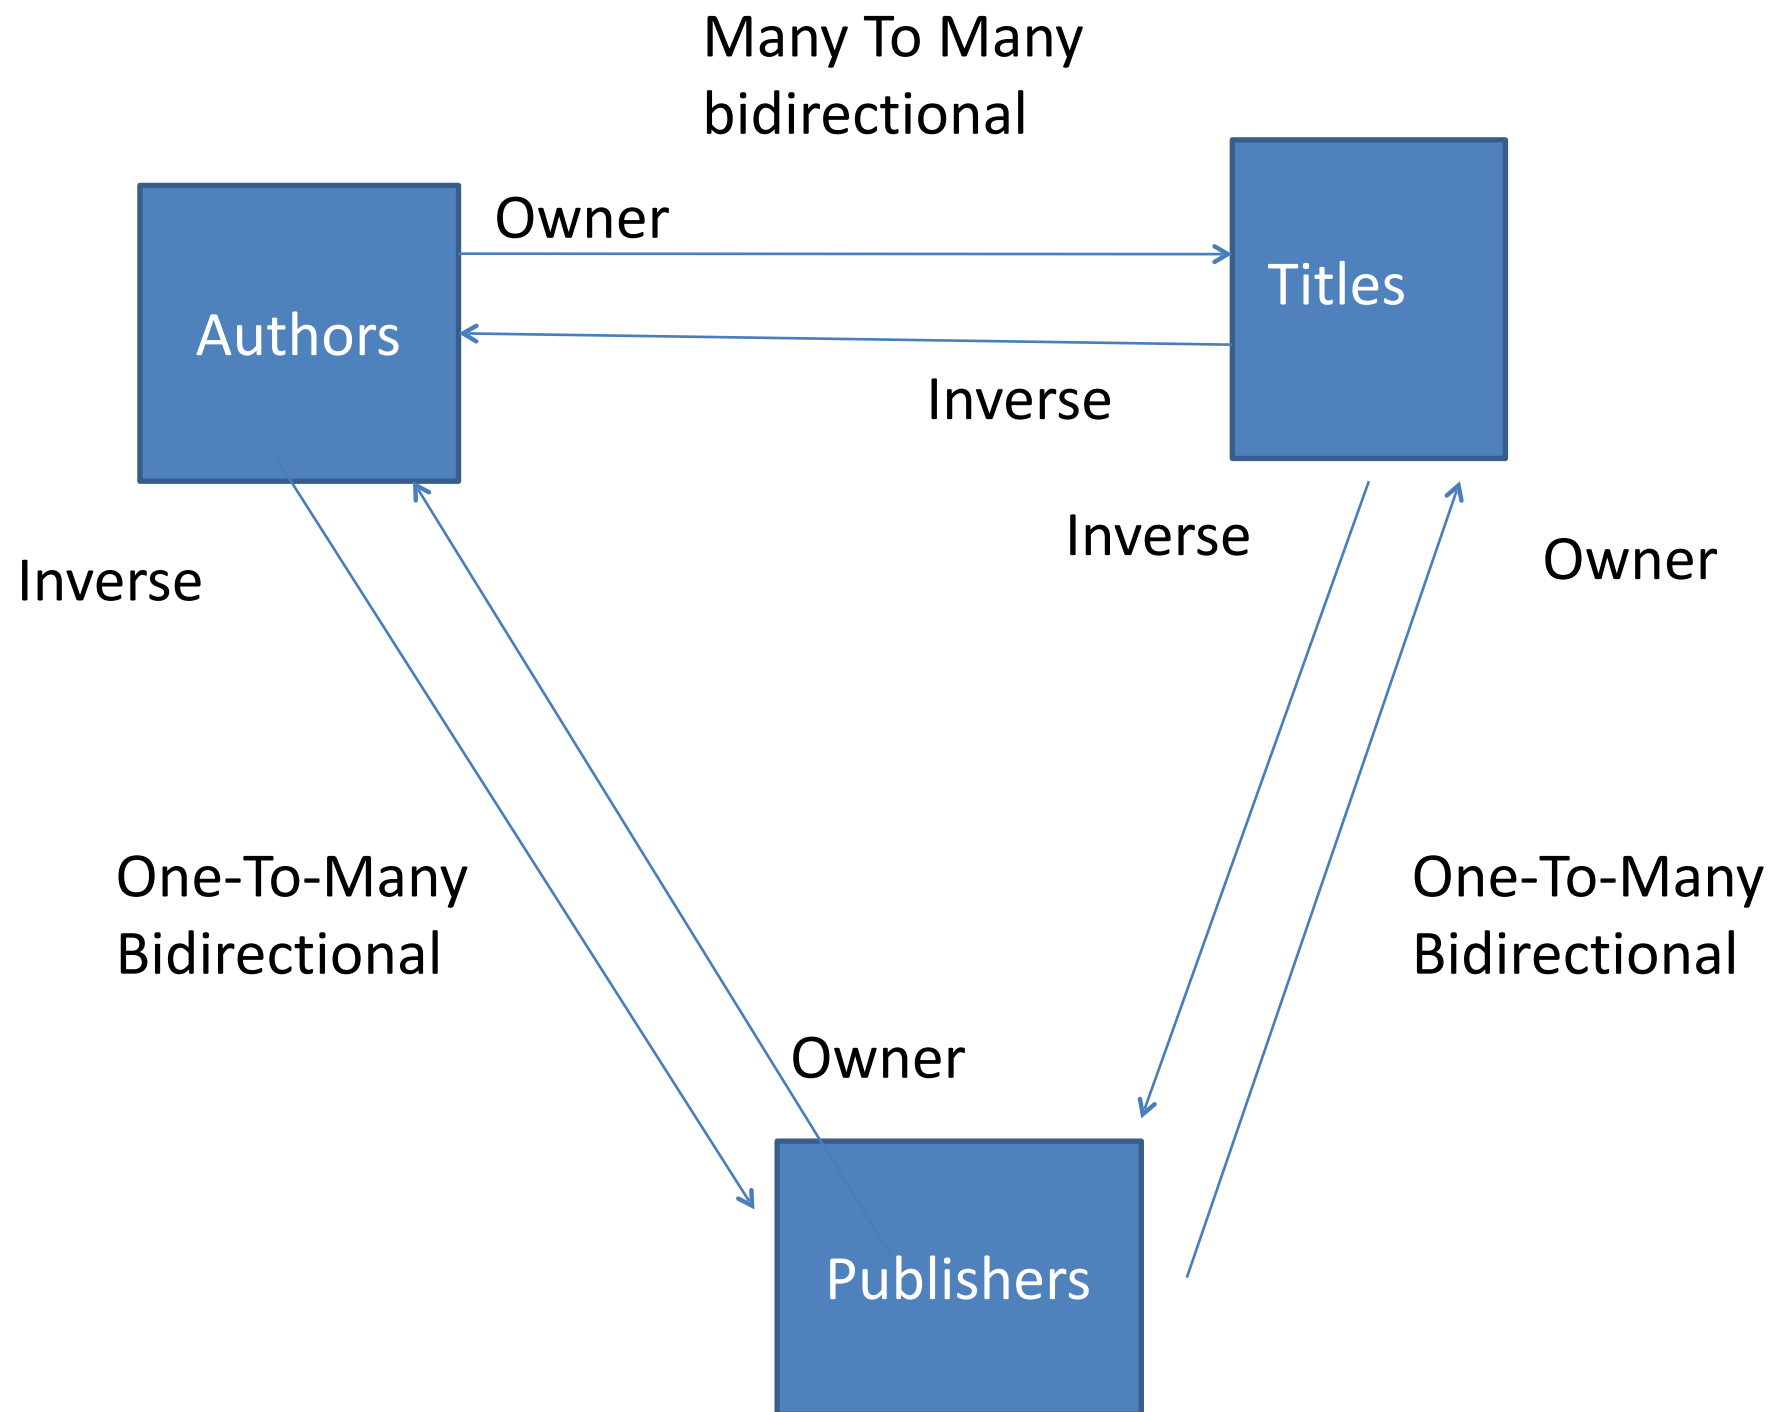 Many To Many
bidirectional
Owner
Titles
Authors
Inverse
Inverse
Owner
Inverse
One-To-Many
Bidirectional
One-To-Many
Bidirectional
Owner
Publishers